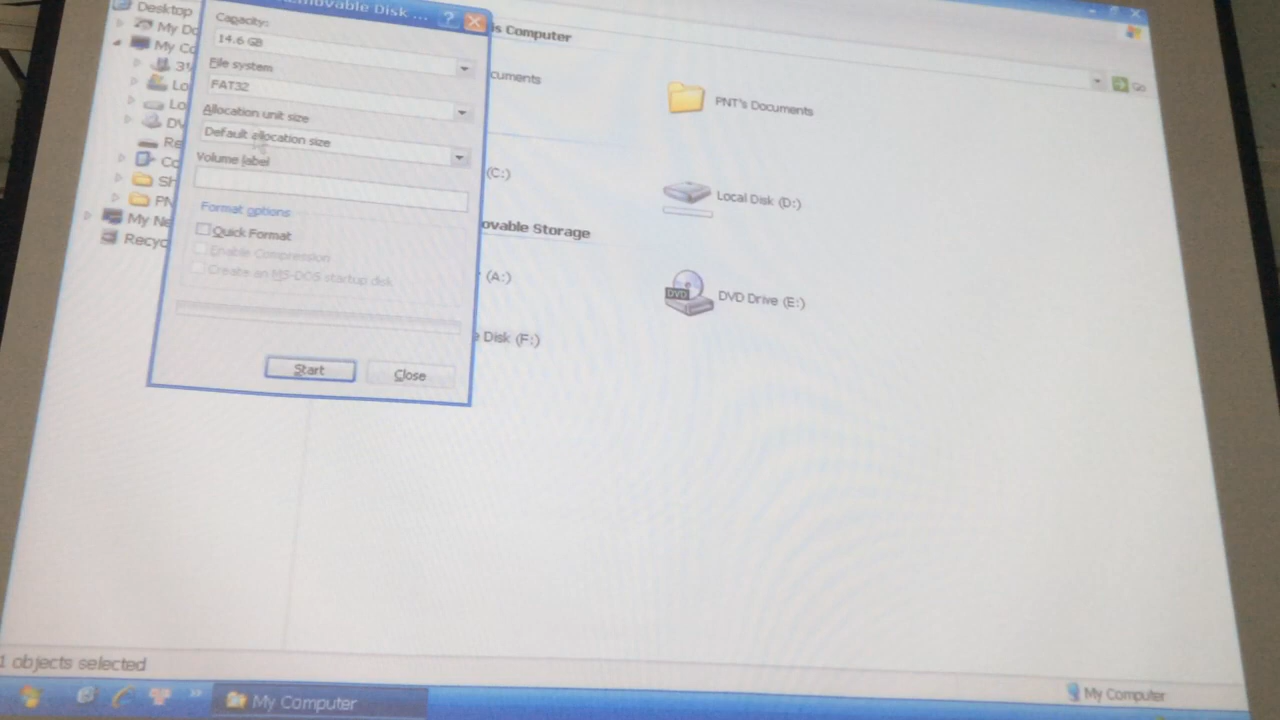 Removable Disk ...
Capacity:
14.6 GB
File system
FAT32
Allocation unit size
Default allocation size
Volume label
Format options
Quick Format
Enable Compression
Create an MS-DOS startup disk
Start
Close
Desktop
My Do
My Co
3½
Lo
Lo
DV
Re
Co
Sh
PN
My Ne
Recyc
is Computer
cuments
PNT's Documents
(C:)
Local Disk (D:)
ovable Storage
(A:)
DVD
DVD Drive (E:)
e Disk (F:)
Go
1 objects selected
My Computer
My Computer